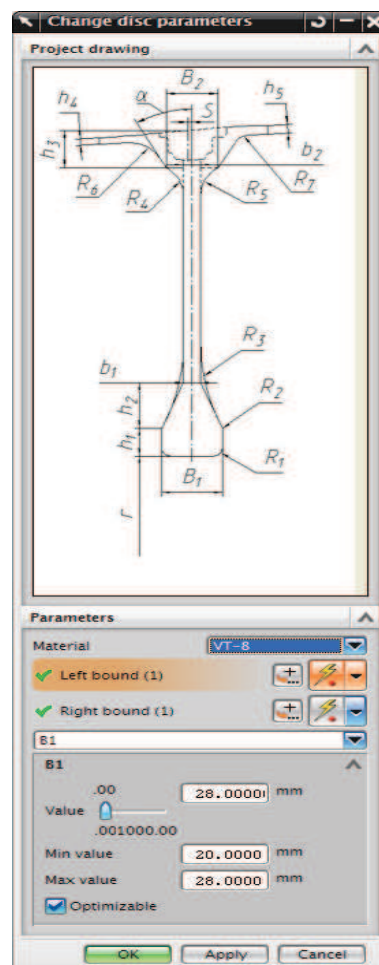 Change disc parameters
Project drawing
B2
h5
α
S
h4
h3
b2
R6
R4
R5
R7
R3
b1
R2
h2
h1
R1
B1
r
Parameters
Material VT-8
Left bound (1)
Right bound (1)
B1
B1
.00 28.0000 mm
Value
.001000.00
Min value 20.0000 mm
Max value 28.0000 mm
Optimizable
OK Apply Cancel